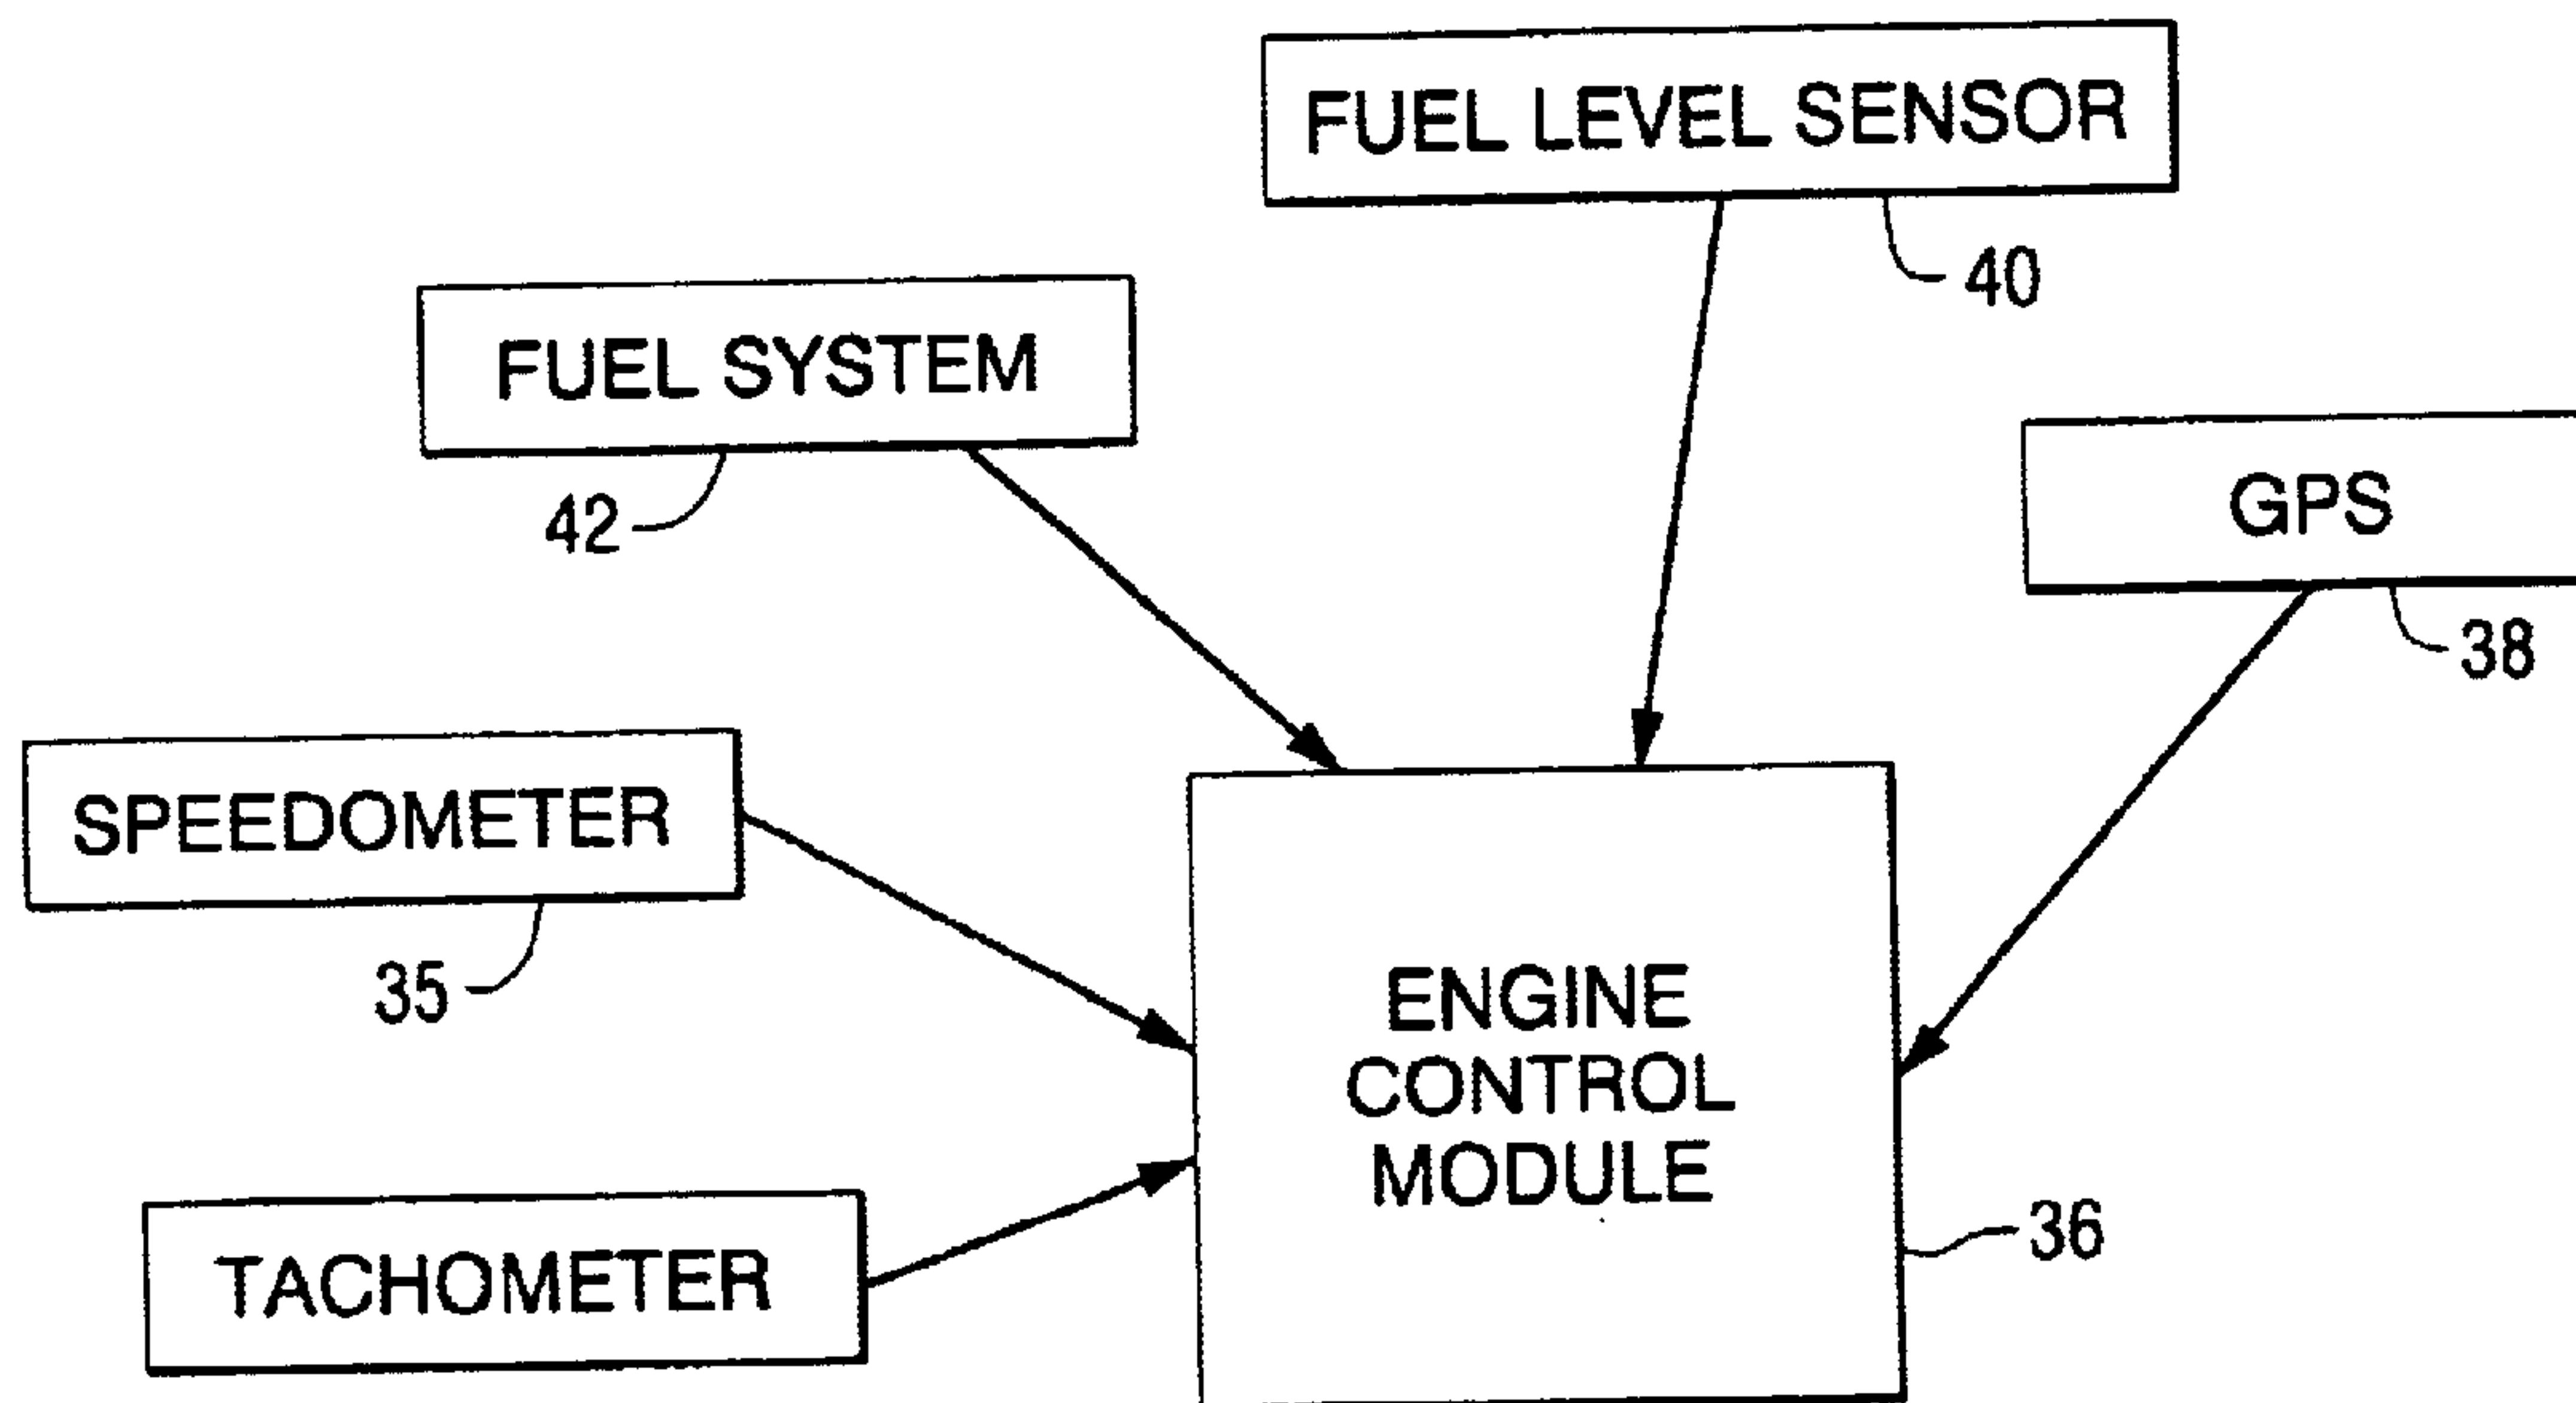 FUEL LEVEL SENSOR
40
FUEL SYSTEM
42
GPS
38
SPEEDOMETER
35
ENGINE
CONTROL
MODULE
36
TACHOMETER